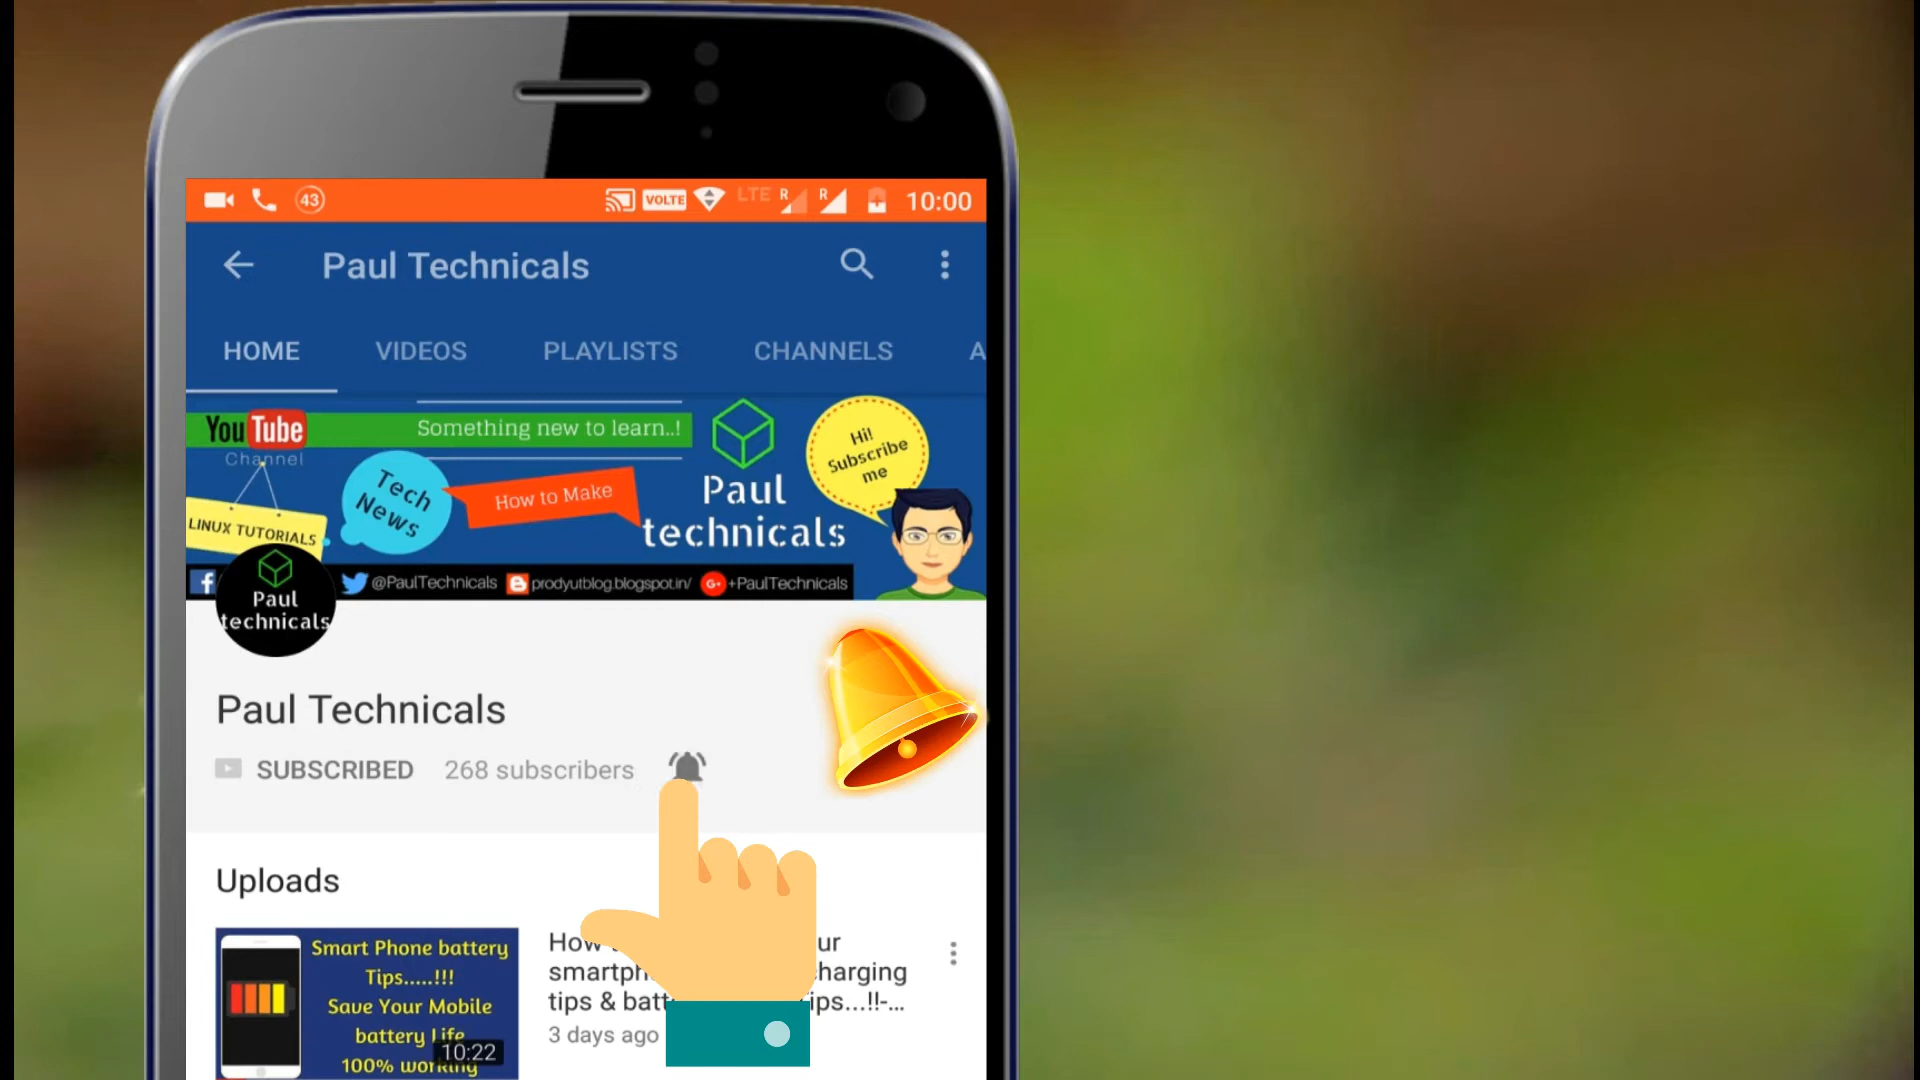 43 VOLTE LTE R R 10:00
Paul Technicals
HOME VIDEOS PLAYLISTS CHANNELS A
YouTube
Channel
Something new to learn..!
Tech
News
How to Make
LINUX TUTORIALS
Paul
technicals
Hi!
Subscribe
me
@PaulTechnicals prodyutblog.blogspot.in/ +PaulTechnicals
Paul
technicals
Paul Technicals
SUBSCRIBED 268 subscribers
Uploads
Smart Phone battery
Tips.....!!!
Save Your Mobile
battery Life
100% working
10:22
How
smartph harging
tips & batt ips...!!-...
3 days ago